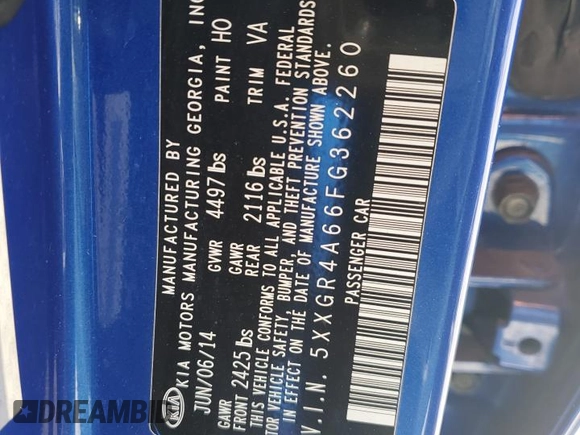 MANUFACTURED BY
KIA KIA MOTORS MANUFACTURING GEORGIA, INC
JUN/06/14 GVWR 4497 lbs PAINT HO
GAWR FRONT 2425 lbs GAWR REAR 2116 lbs TRIM VA
THIS VEHICLE CONFORMS TO ALL APPLICABLE U.S.A. FEDERAL
MOTOR VEHICLE SAFETY, BUMPER, AND THEFT PREVENTION STANDARDS
IN EFFECT ON THE DATE OF MANUFACTURE SHOWN ABOVE.
V.I.N. 5XXGR4A66FG362260
PASSENGER CAR
DREAMBID